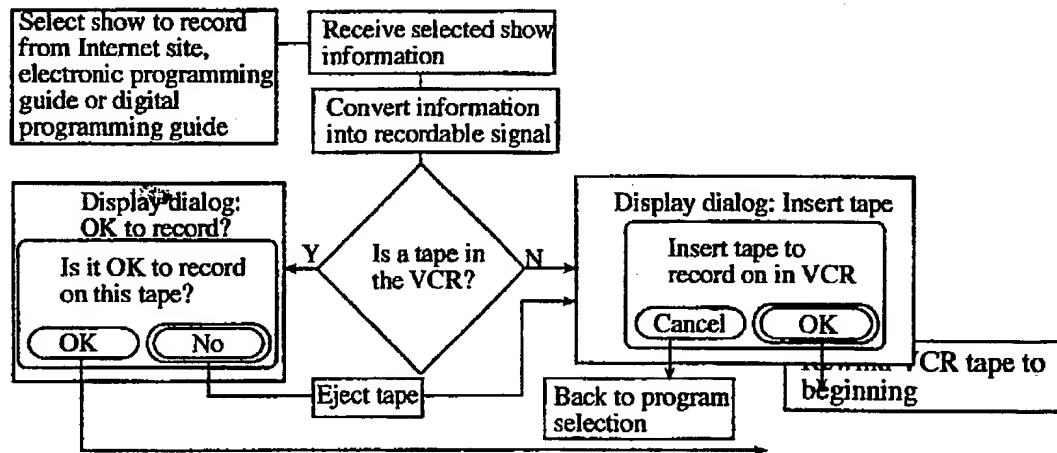 Select show to record
from Internet site,
electronic programming
guide or digital
programming guide
Receive selected show
information
Convert information
into recordable signal
Is a tape in
the VCR?
Y
N
Display dialog:
OK to record?
Is it OK to record
on this tape?
OK
No
Display dialog: Insert tape
Insert tape to
record on in VCR
Cancel
OK
Eject tape
Back to program
selection
VCR tape to
beginning